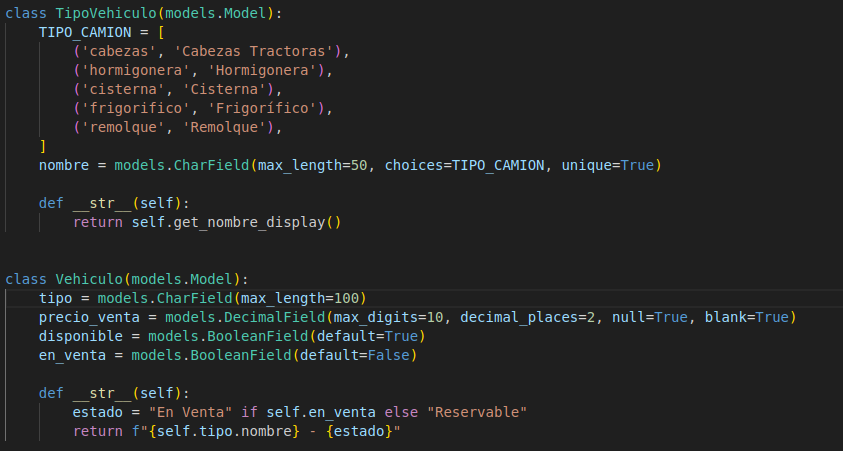 class TipoVehiculo(models.Model):
    TIPO_CAMION = [
        ('cabezas', 'Cabezas Tractoras'),
        ('hormigonera', 'Hormigonera'),
        ('cisterna', 'Cisterna'),
        ('frigorifico', 'Frigorífico'),
        ('remolque', 'Remolque'),
    ]
    nombre = models.CharField(max_length=50, choices=TIPO_CAMION, unique=True)

    def __str__(self):
        return self.get_nombre_display()


class Vehiculo(models.Model):
    tipo = models.CharField(max_length=100)
    precio_venta = models.DecimalField(max_digits=10, decimal_places=2, null=True, blank=True)
    disponible = models.BooleanField(default=True)
    en_venta = models.BooleanField(default=False)

    def __str__(self):
        estado = "En Venta" if self.en_venta else "Reservable"
        return f"{self.tipo.nombre} - {estado}"